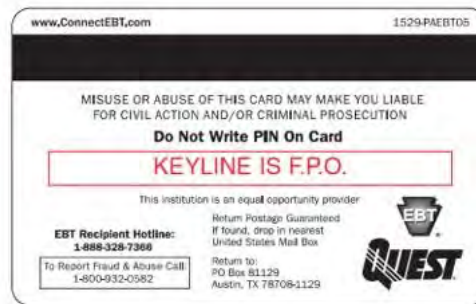 www.ConnectEBT.com
1529-PAEBT05
MISUSE OR ABUSE OF THIS CARD MAY MAKE YOU LIABLE
FOR CIVIL ACTION AND/OR CRIMINAL PROSECUTION
Do Not Write PIN On Card
KEYLINE IS F.P.O.
This institution is an equal opportunity provider
EBT Recipient Hotline:
1-888-328-7366
To Report Fraud & Abuse Call
1-800-932-0582
Return Postage Guaranteed
If found, drop in nearest
United States Mail Box
Return to:
PO Box 81129
Austin, TX 78708-1129
EBT
®
QUEST